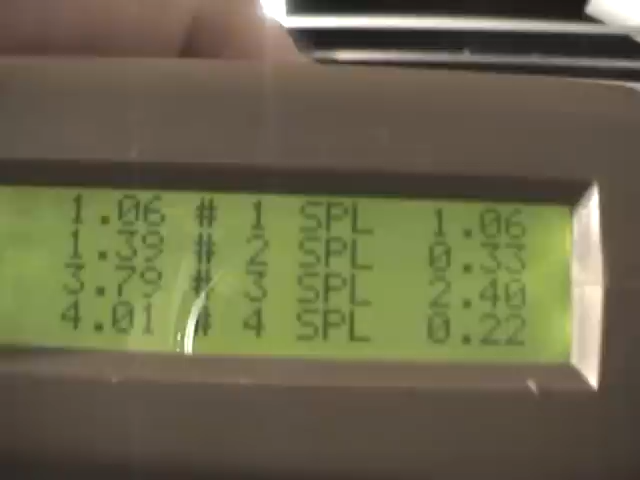 1.06 # 1 SPL 1.06
1.39 # 2 SPL 0.33
3.79 # 3 SPL 2.40
4.01 # 4 SPL 0.22